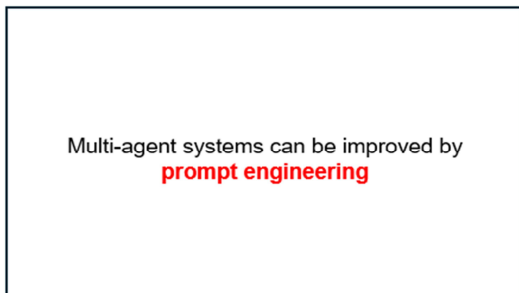 Multi-agent systems can be improved by
prompt engineering